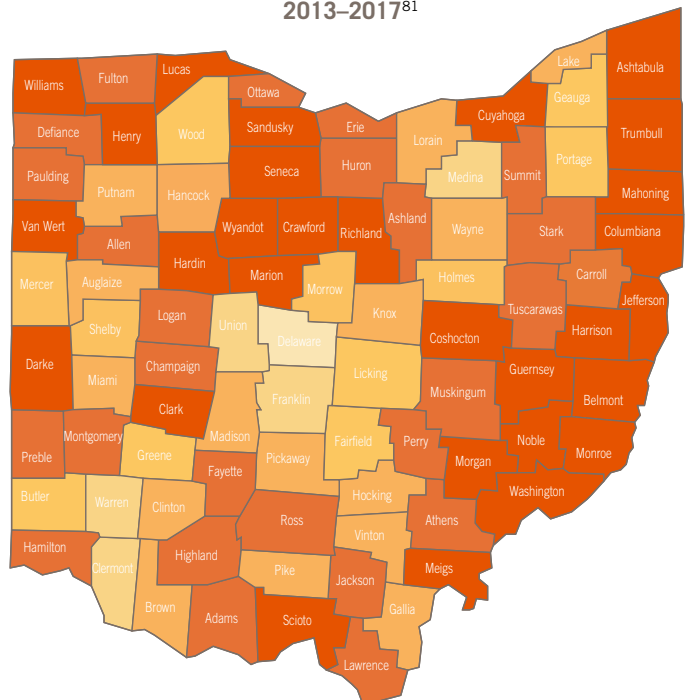 2013–2017⁸¹
Lake
Ashtabula
Lucas
Williams
Fulton
Ottawa
Geauga
Cuyahoga
Defiance
Henry
Wood
Sandusky
Erie
Lorain
Trumbull
Huron
Portage
Paulding
Seneca
Medina
Summit
Putnam
Hancock
Mahoning
Van Wert
Wyandot
Crawford
Richland
Ashland
Wayne
Stark
Columbiana
Allen
Hardin
Marion
Carroll
Mercer
Auglaize
Morrow
Holmes
Jefferson
Tuscarawas
Logan
Union
Knox
Shelby
Delaware
Coshocton
Harrison
Darke
Champaign
Licking
Guernsey
Miami
Muskingum
Belmont
Clark
Franklin
Montgomery
Madison
Fairfield
Perry
Noble
Preble
Greene
Pickaway
Morgan
Monroe
Fayette
Butler
Warren
Clinton
Hocking
Washington
Ross
Athens
Hamilton
Highland
Vinton
Clermont
Pike
Jackson
Meigs
Brown
Adams
Scioto
Gallia
Lawrence